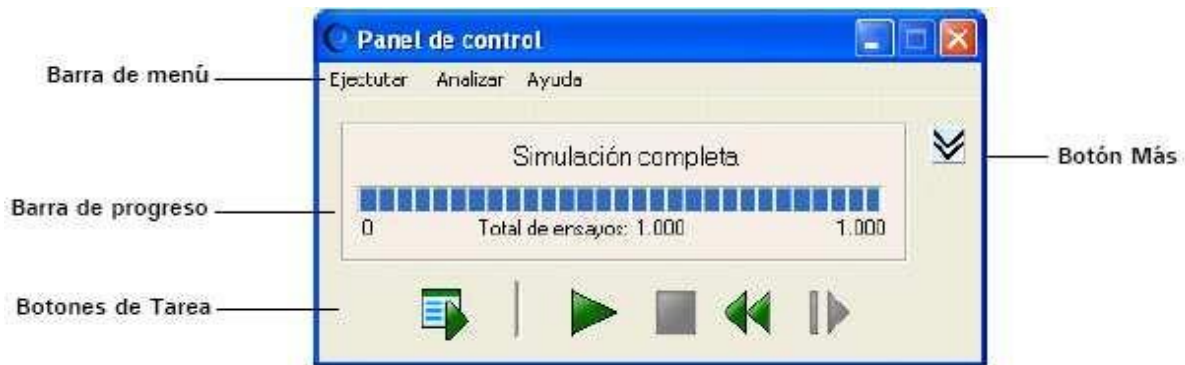 Panel de control
Barra de menú
Ejectutar Analizar Ayuda
Simulación completa
Botón Más
Barra de progreso
0 Total de ensayos: 1.000 1.000
Botones de Tarea